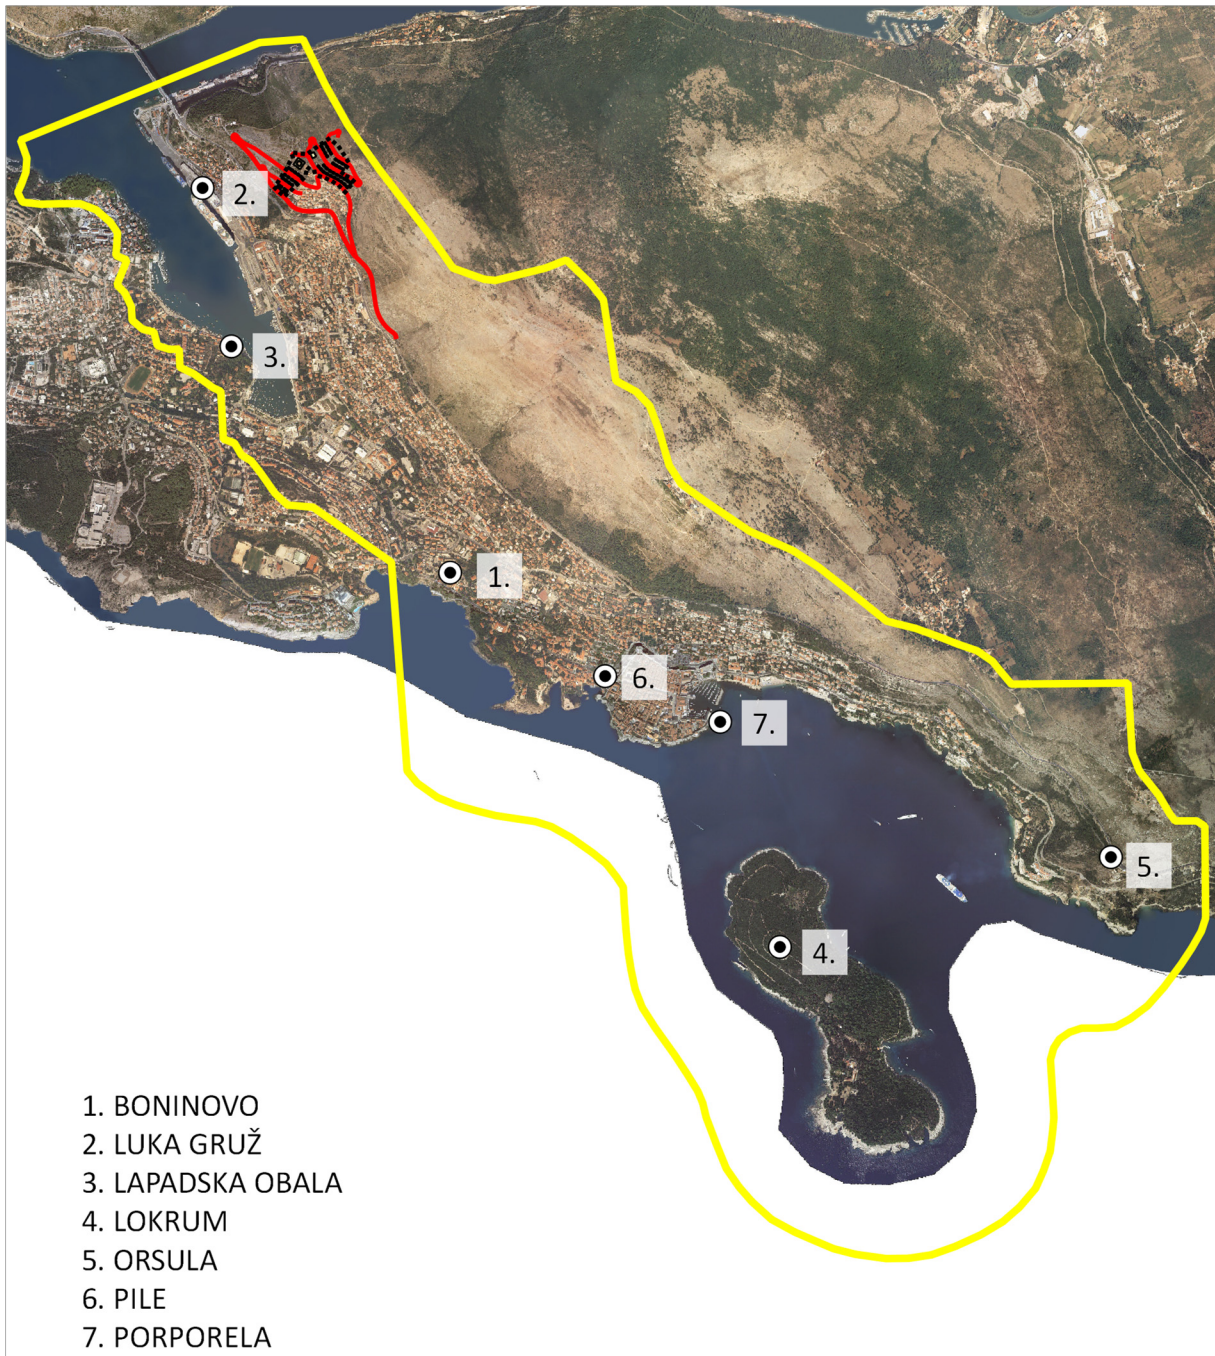 2.
3.
1.
6.
7.
5.
4.
1. BONINOVO
2. LUKA GRUŽ
3. LAPADSKA OBALA
4. LOKRUM
5. ORSULA
6. PILE
7. PORPORELA